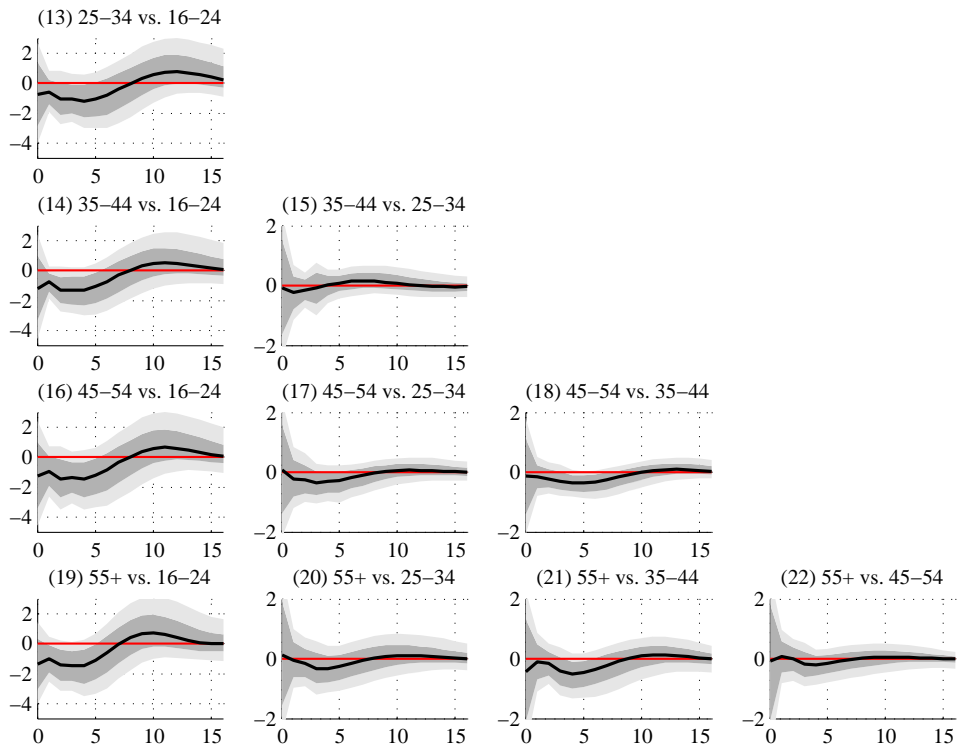 (13) 25–34 vs. 16–24
2
0
−2
−4
0 5 10 15
(14) 35–44 vs. 16–24 (15) 35–44 vs. 25–34
2 2
0 0
−2
−4 −2
0 5 10 15 0 5 10 15
(16) 45–54 vs. 16–24 (17) 45–54 vs. 25–34 (18) 45–54 vs. 35–44
2 2 2
0 0 0
−2
−4 −2 −2
0 5 10 15 0 5 10 15 0 5 10 15
(19) 55+ vs. 16–24 (20) 55+ vs. 25–34 (21) 55+ vs. 35–44 (22) 55+ vs. 45–54
2 2 2 2
0 0 0 0
−2
−4 −2 −2 −2
0 5 10 15 0 5 10 15 0 5 10 15 0 5 10 15